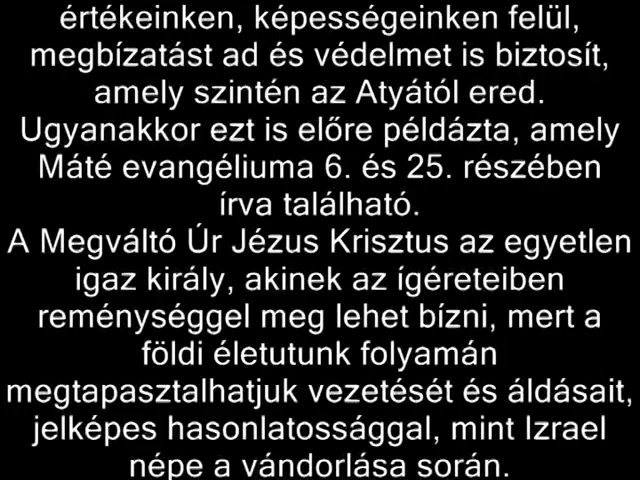 értékeinken, képességeinken felül,
megbízatást ad és védelmet is biztosít,
amely szintén az Atyától ered.
Ugyanakkor ezt is előre példázta, amely
Máté evangéliuma 6. és 25. részében
írva található.
A Megváltó Úr Jézus Krisztus az egyetlen
igaz király, akinek az ígéreteiben
reménységgel meg lehet bízni, mert a
földi életutunk folyamán
megtapasztalhatjuk vezetését és áldásait,
jelképes hasonlatossággal, mint Izrael
népe a vándorlása során.